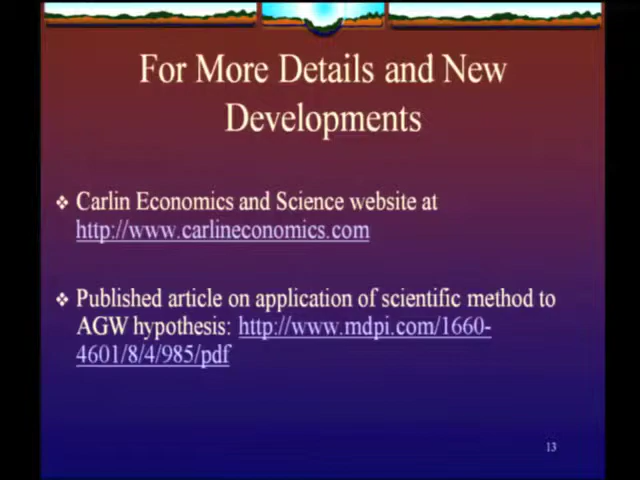 For More Details and New
Developments
❖ Carlin Economics and Science website at
http://www.carlineconomics.com
❖ Published article on application of scientific method to
AGW hypothesis: http://www.mdpi.com/1660-
4601/8/4/985/pdf
13